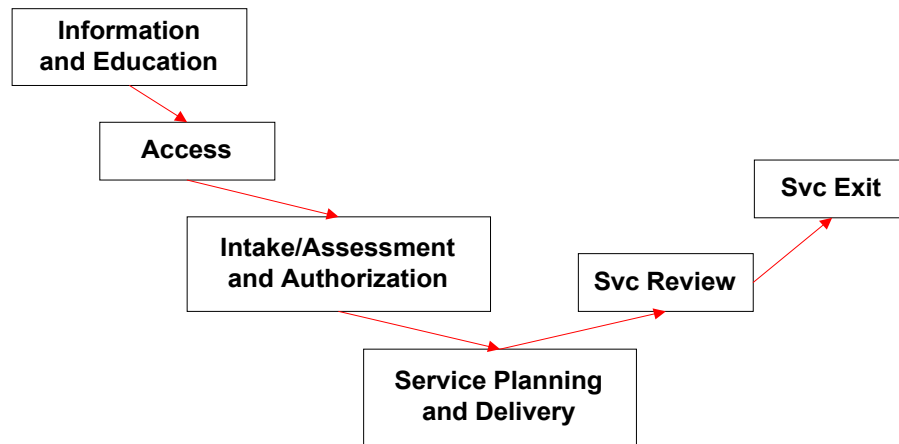 Information
and Education
Access
Intake/Assessment
and Authorization
Service Planning
and Delivery
Svc Review
Svc Exit